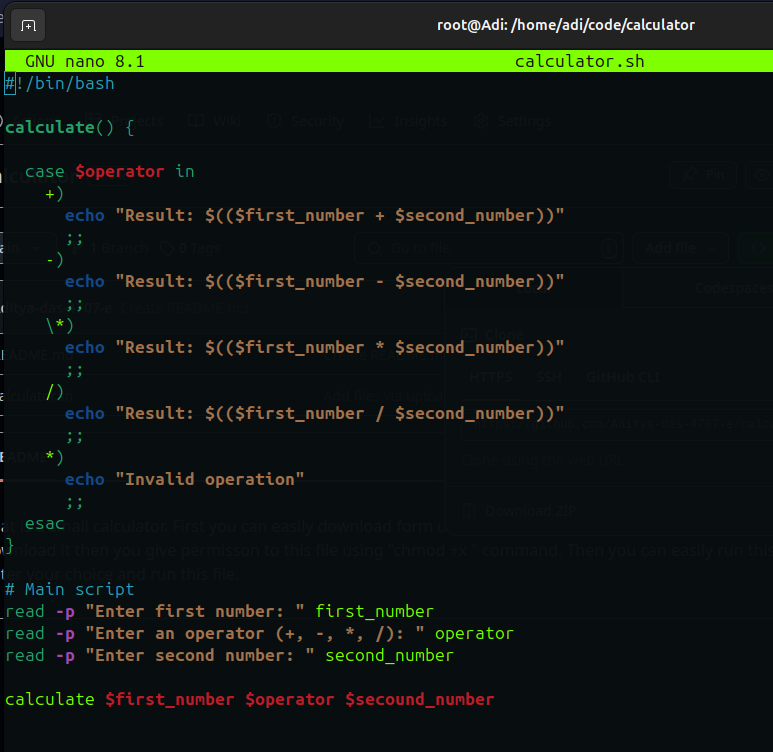 root@Adi: /home/adi/code/calculator
GNU nano 8.1 calculator.sh
#!/bin/bash
calculate() {
case $operator in
+)
echo "Result: $(($first_number + $second_number))"
;;
-)
echo "Result: $(($first_number - $second_number))"
;;
\*)
echo "Result: $(($first_number * $second_number))"
;;
/)
echo "Result: $(($first_number / $second_number))"
;;
*)
echo "Invalid operation"
;;
esac
}
# Main script
read -p "Enter first number: " first_number
read -p "Enter an operator (+, -, *, /): " operator
read -p "Enter second number: " second_number
calculate $first_number $operator $secound_number